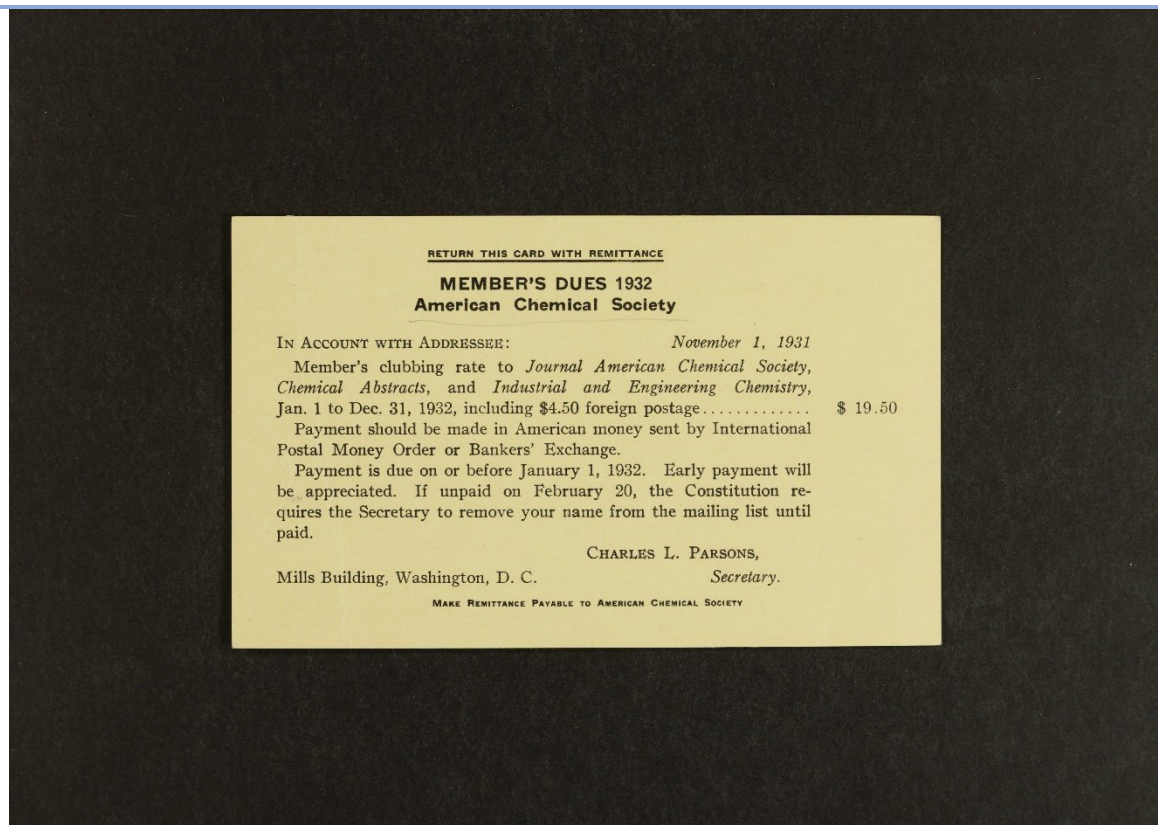 RETURN THIS CARD WITH REMITTANCE
MEMBER'S DUES 1932
American Chemical Society
IN ACCOUNT WITH ADDRESSEE: November 1, 1931
Member's clubbing rate to Journal American Chemical Society,
Chemical Abstracts, and Industrial and Engineering Chemistry,
Jan. 1 to Dec. 31, 1932, including $4.50 foreign postage............. $ 19.50
Payment should be made in American money sent by International
Postal Money Order or Bankers' Exchange.
Payment is due on or before January 1, 1932. Early payment will
be appreciated. If unpaid on February 20, the Constitution re-
quires the Secretary to remove your name from the mailing list until
paid.
CHARLES L. PARSONS,
Mills Building, Washington, D. C. Secretary.
MAKE REMITTANCE PAYABLE TO AMERICAN CHEMICAL SOCIETY